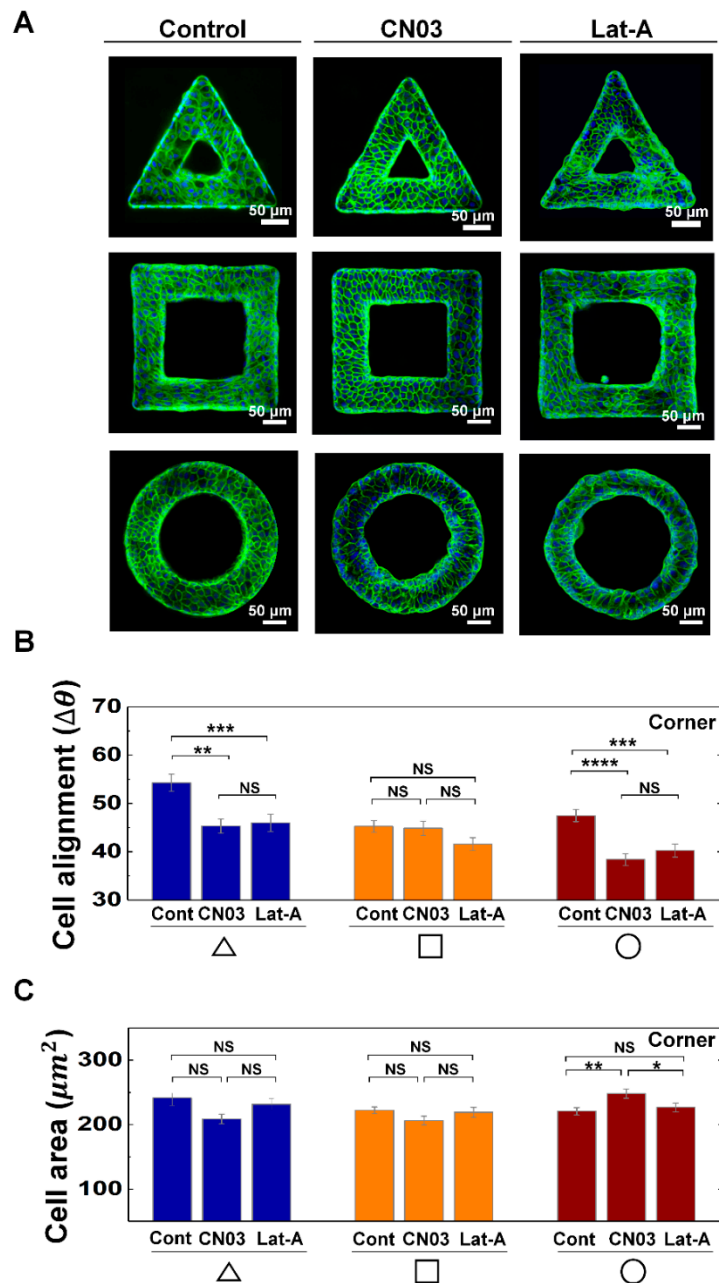 A
Control CN03 Lat-A
50 μm 50 μm 50 μm
50 μm 50 μm 50 μm
50 μm 50 μm 50 μm
B
Cell alignment (Δθ)
70
60
50
40
30
Corner
*** NS ***
** NS NS NS **** NS
Cont CN03 Lat-A Cont CN03 Lat-A Cont CN03 Lat-A
C
Cell area (μm²)
300
200
100
Corner
NS NS NS
NS NS NS NS ** *
Cont CN03 Lat-A Cont CN03 Lat-A Cont CN03 Lat-A